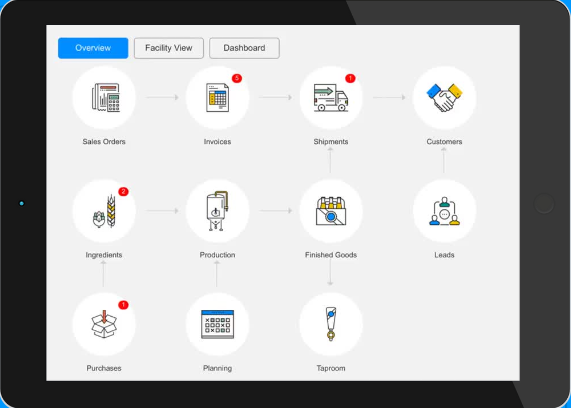 Overview Facility View Dashboard
5 1
Sales Orders Invoices Shipments Customers
2
Ingredients Production Finished Goods Leads
1
Purchases Planning Taproom